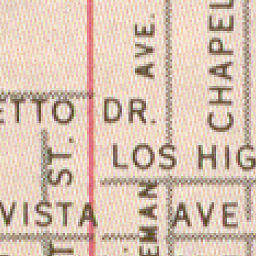 AVE.
CHAPEL
ETTO DR.
ST.
LOS HIG
VISTA AVE
EMAN
T